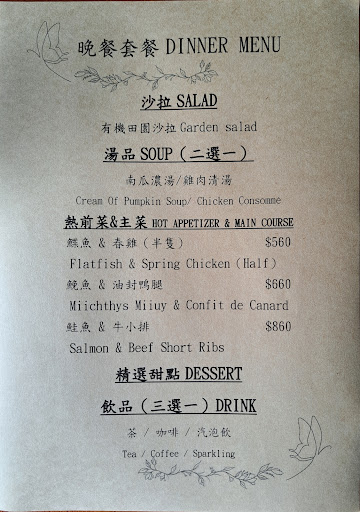 晚餐套餐 DINNER MENU
沙拉 SALAD
有機田園沙拉 Garden salad
湯品 SOUP（二選一）
南瓜濃湯/雞肉清湯
Cream Of Pumpkin Soup/ Chicken Consomme
熱前菜&主菜 HOT APPETIZER & MAIN COURSE
鰈魚 & 春雞（半隻） $560
Flatfish & Spring Chicken (Half)
鮸魚 & 油封鴨腿 $660
Miichthys Miiuy & Confit de Canard
鮭魚 & 牛小排 $860
Salmon & Beef Short Ribs
精選甜點 DESSERT
飲品（三選一）DRINK
茶 / 咖啡 / 汽泡飲
Tea / Coffee / Sparkling